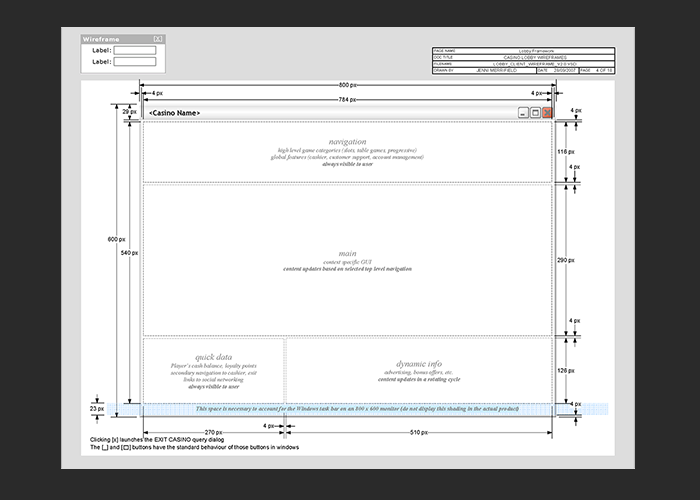 Wireframe [X]
Label:
Label:
PAGE NAME Lobby Framework
DOC TITLE CASINO LOBBY WIREFRAMES
FILENAME LOBBY_CLIENT_WIREFRAME_V2.0.VSD
DRAWN BY JENNI MERRIFIELD DATE 23/09/2007 PAGE 4 OF 16
800 px
4 px 4 px
784 px
29 px 4 px
<Casino Name>
navigation
high level game categories (slots, table games, progressive)
global features (cashier, customer support, account management)
always visible to user
116 px
4 px
600 px
540 px
main
context specific GUI
content updates based on selected top level navigation
290 px
4 px
quick data
Player's cash balance, loyalty points
secondary navigation to cashier, exit
links to social networking
always visible to user
dynamic info
advertising, bonus offers, etc.
content updates in a rotating cycle
126 px
4 px
23 px
This space is necessary to account for the Windows task bar on an 800 x 600 monitor (do not display this shading in the actual product)
4 px
270 px 510 px
Clicking [x] launches the EXIT CASINO query dialog
The [_] and [□] buttons have the standard behaviour of those buttons in windows